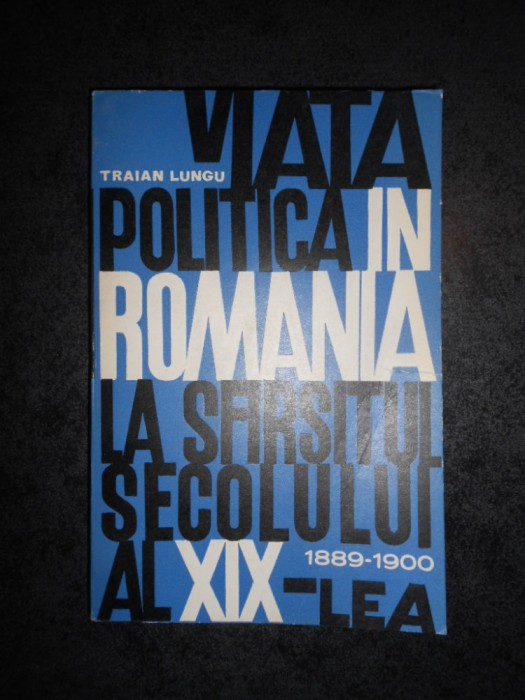 VIATA
TRAIAN LUNGU
POLITICA IN
ROMANIA
LA SFIRSITUL
SECOLULUI
1889-1900
AL XIX-LEA